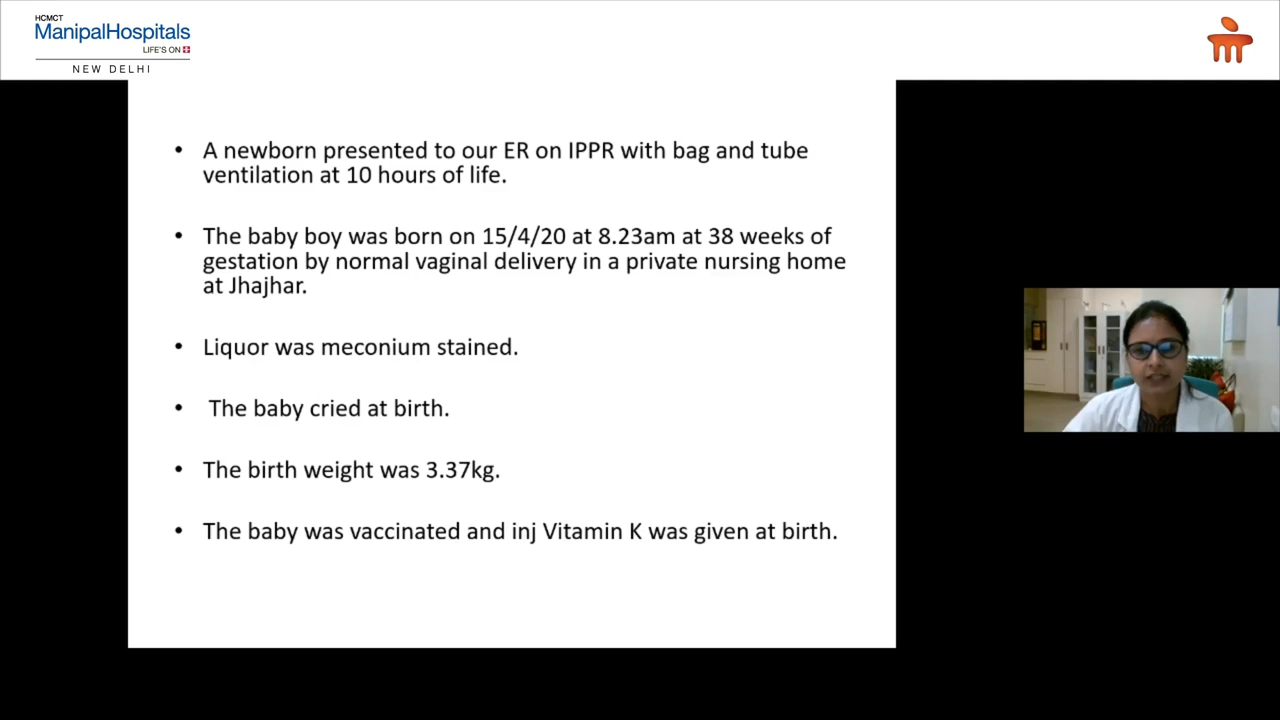 HCMCT
ManipalHospitals
LIFE'S ON
NEW DELHI
• A newborn presented to our ER on IPPR with bag and tube
ventilation at 10 hours of life.
• The baby boy was born on 15/4/20 at 8.23am at 38 weeks of
gestation by normal vaginal delivery in a private nursing home
at Jhajhar.
• Liquor was meconium stained.
• The baby cried at birth.
• The birth weight was 3.37kg.
• The baby was vaccinated and inj Vitamin K was given at birth.